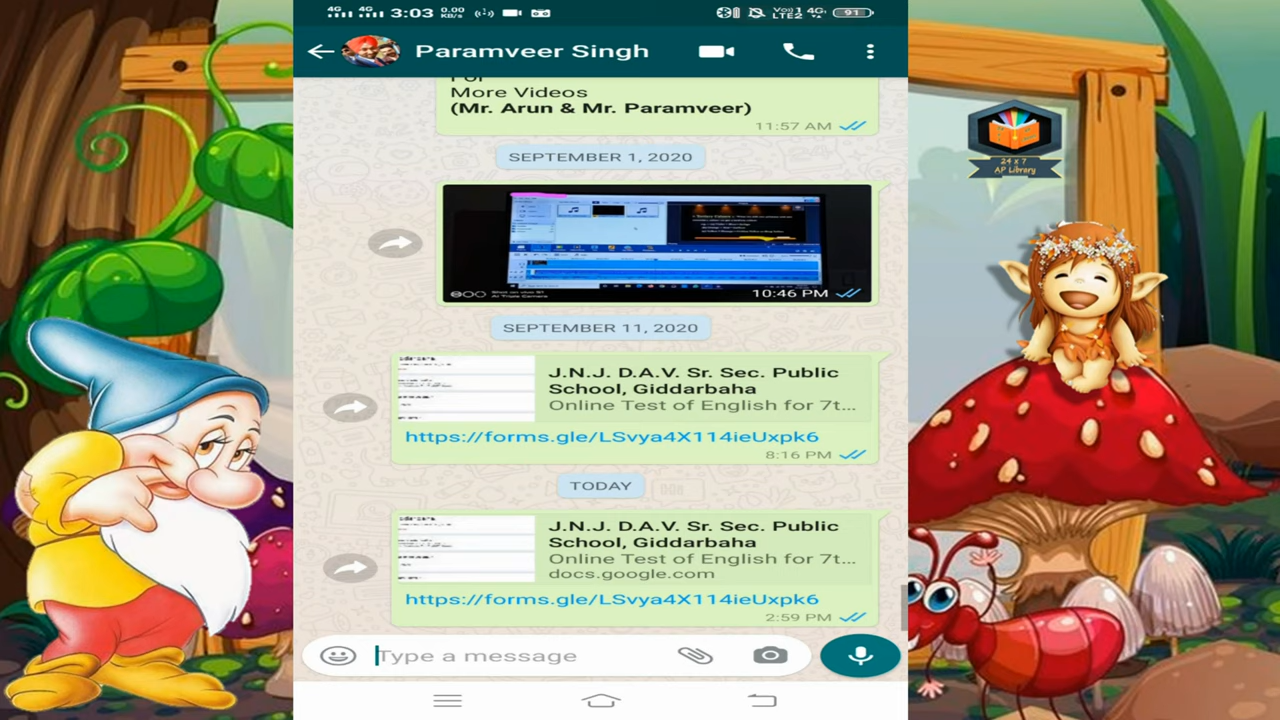 4G 4G 3:03 0.00 KB/s
Vo)) 1 LTE2 4G 91
Paramveer Singh
For
More Videos
(Mr. Arun & Mr. Paramveer)
11:57 AM
SEPTEMBER 1, 2020
10:46 PM
SEPTEMBER 11, 2020
J.N.J. D.A.V. Sr. Sec. Public
School, Giddarbaha
Online Test of English for 7t...
https://forms.gle/LSvya4X114ieUxpk6
8:16 PM
TODAY
J.N.J. D.A.V. Sr. Sec. Public
School, Giddarbaha
Online Test of English for 7t...
docs.google.com
https://forms.gle/LSvya4X114ieUxpk6
2:59 PM
Type a message
24 x 7
AP Library